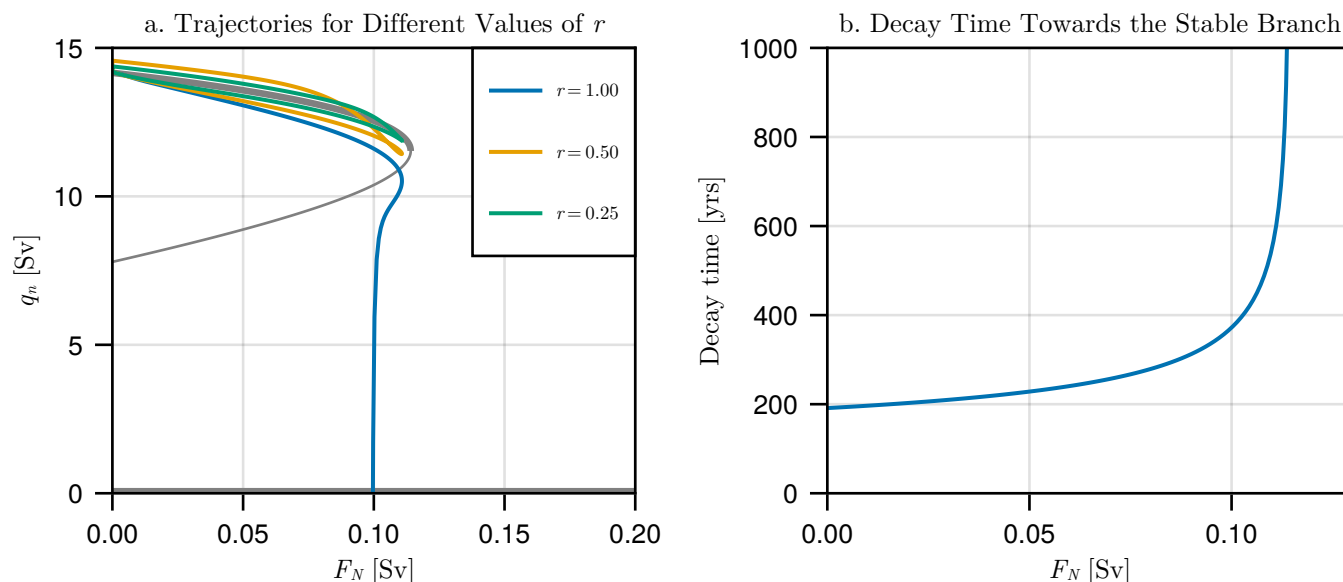 a. Trajectories for Different Values of r
15
10
5
0
0.00
0.05
0.10
0.15
0.20
qₙ [Sv]
F_N [Sv]
r = 1.00
r = 0.50
r = 0.25
b. Decay Time Towards the Stable Branch
1000
800
600
400
200
0
0.00
0.05
0.10
Decay time [yrs]
F_N [Sv]